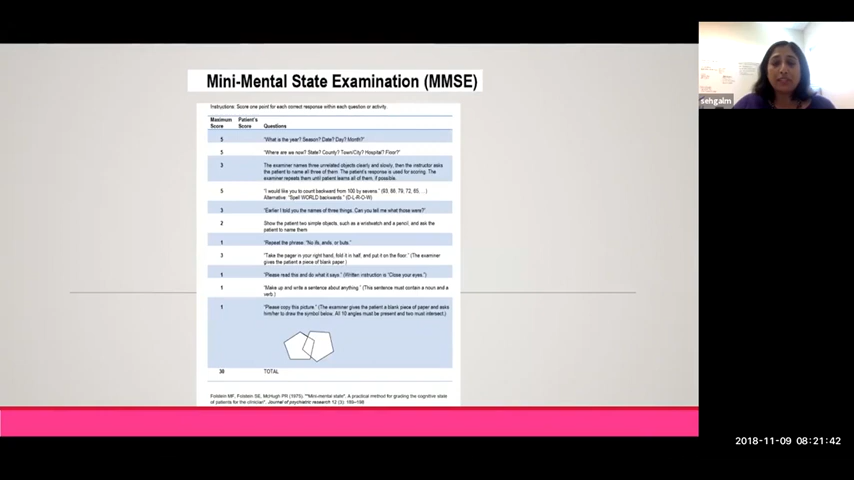 Mini-Mental State Examination (MMSE)
Instructions: Score one point for each correct response within each question or activity.
Maximum Score
Patient's Score
Questions
5 "What is the year? Season? Date? Day? Month?"
5 "Where are we now? State? County? Town/City? Hospital? Floor?"
3 The examiner names three unrelated objects clearly and slowly, then the instructor asks
the patient to name all three of them. The patient's response is used for scoring. The
examiner repeats them until patient learns all of them, if possible.
5 "I would like you to count backward from 100 by sevens." (93, 86, 79, 72, 65, …)
Alternative: "Spell WORLD backwards." (D-L-R-O-W)
3 "Earlier I told you the names of three things. Can you tell me what those were?"
2 Show the patient two simple objects, such as a wristwatch and a pencil, and ask the
patient to name them.
1 "Repeat the phrase: 'No ifs, ands, or buts.'"
3 "Take the paper in your right hand, fold it in half, and put it on the floor." (The examiner
gives the patient a piece of blank paper.)
1 "Please read this and do what it says." (Written instruction is "Close your eyes.")
1 "Make up and write a sentence about anything." (This sentence must contain a noun and a
verb.)
1 "Please copy this picture." (The examiner gives the patient a blank piece of paper and asks
him/her to draw the symbol below. All 10 angles must be present and two must intersect.)
30 TOTAL
Folstein MF, Folstein SE, McHugh PR (1975). ""Mini-mental state". A practical method for grading the cognitive state
of patients for the clinician". Journal of psychiatric research 12 (3): 189–198
sehgalm
2018-11-09 08:21:42